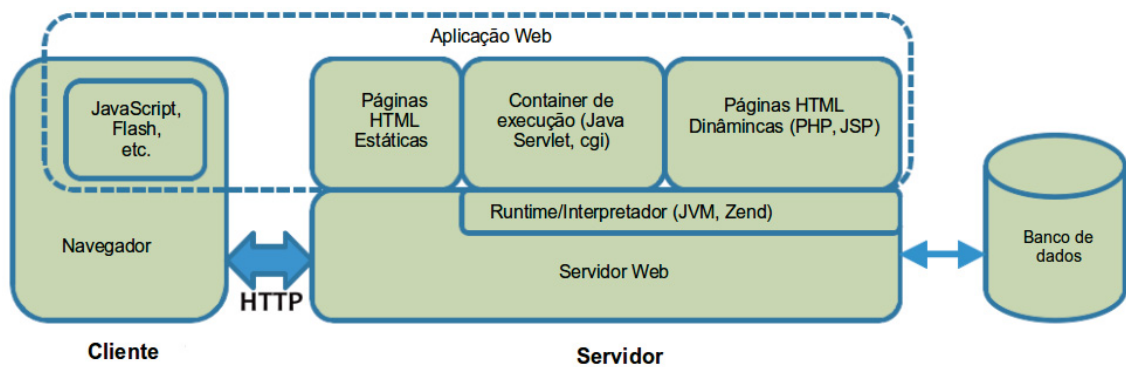 Aplicação Web
JavaScript,
Flash,
etc.
Navegador
HTTP
Cliente
Páginas
HTML
Estáticas
Container de
execução (Java
Servlet, cgi)
Páginas HTML
Dinâmincas (PHP, JSP)
Runtime/Interpretador (JVM, Zend)
Servidor Web
Servidor
Banco de
dados